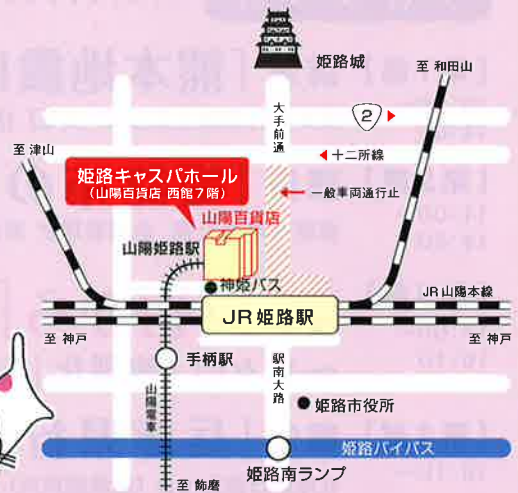 姫路城
至 和田山
大手前通
2
至 津山
十二所線
姫路キャスパホール
(山陽百貨店 西館7階)
一般車両通行止
山陽百貨店
山陽姫路駅
神姫バス
JR山陽本線
JR姫路駅
至 神戸
至 神戸
手柄駅
駅南大路
山陽電車
姫路市役所
姫路バイパス
姫路南ランプ
至 飾磨